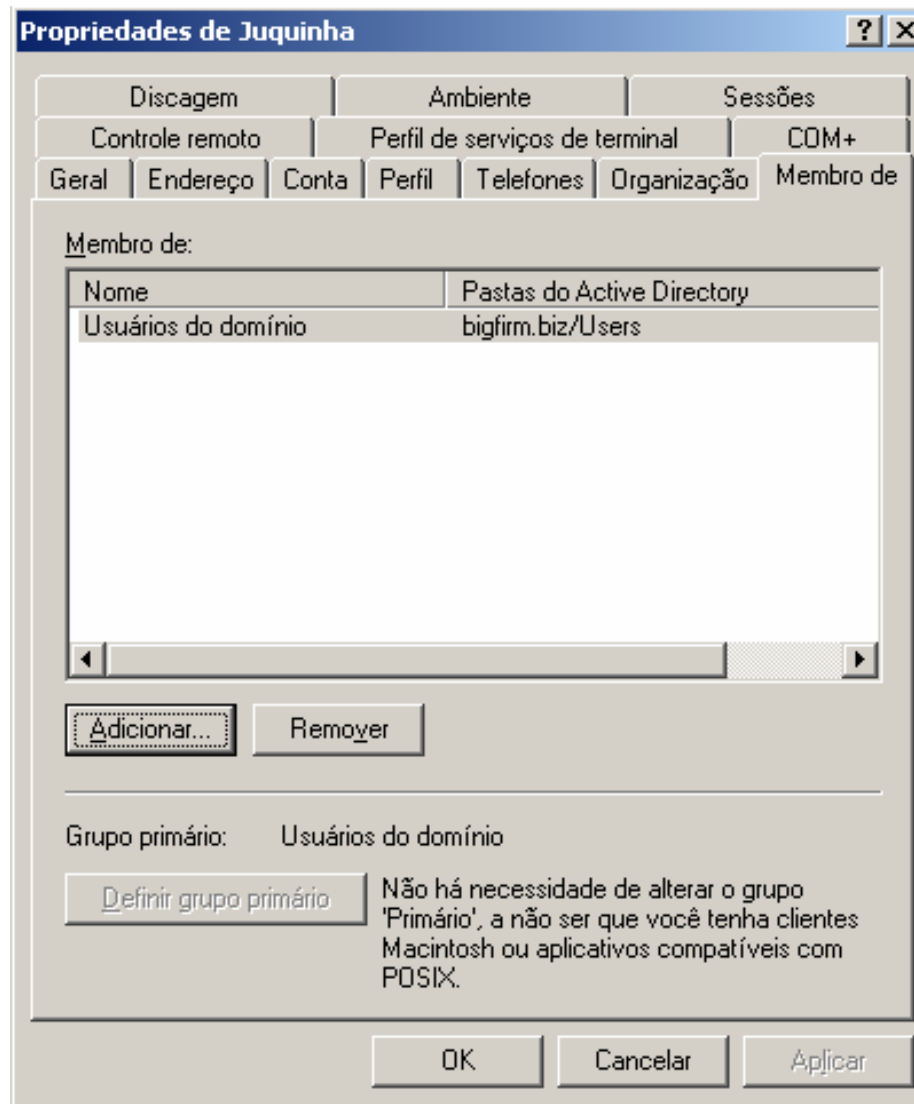 Propriedades de Juquinha
Discagem Ambiente Sessões
Controle remoto Perfil de serviços de terminal COM+
Geral Endereço Conta Perfil Telefones Organização Membro de
Membro de:
Nome Pastas do Active Directory
Usuários do domínio bigfirm.biz/Users
Adicionar... Remover
Grupo primário: Usuários do domínio
Definir grupo primário
Não há necessidade de alterar o grupo
'Primário', a não ser que você tenha clientes
Macintosh ou aplicativos compatíveis com
POSIX.
OK Cancelar Aplicar